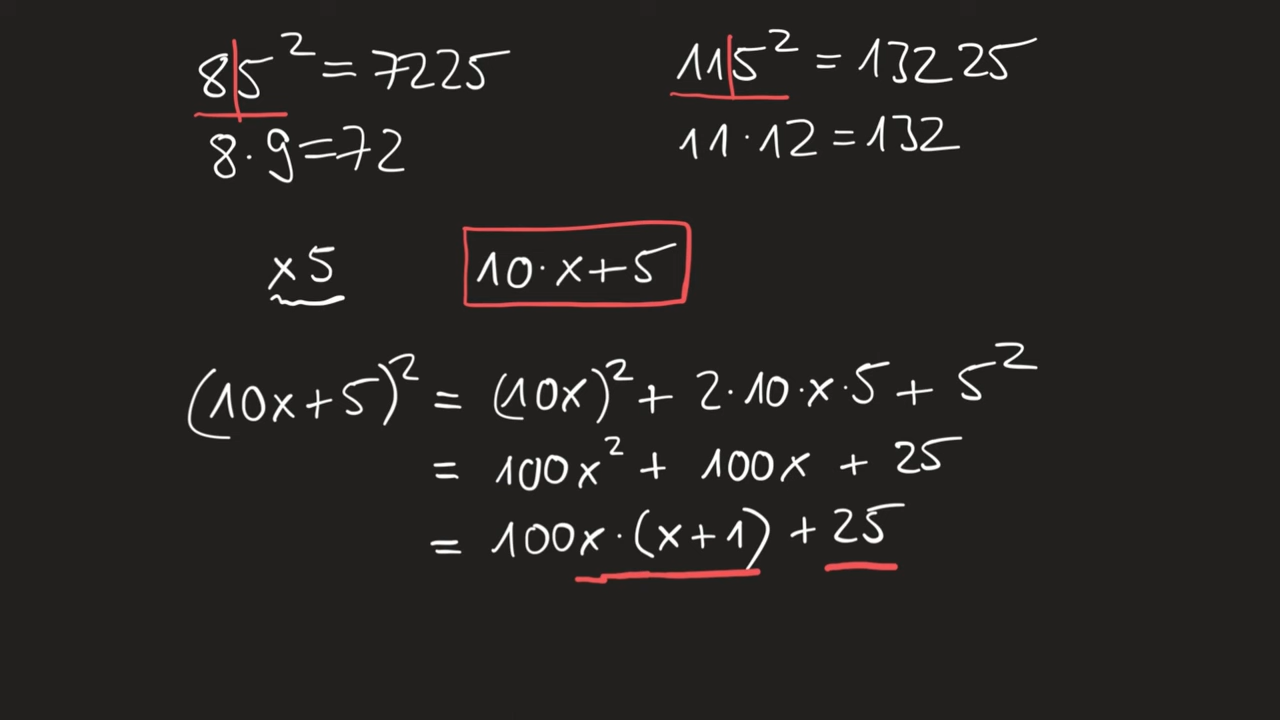 85² = 7225
8·9=72
115² = 13225
11·12=132
x5
10·x+5
(10x+5)² = (10x)² + 2·10·x·5 + 5²
= 100x² + 100x + 25
= 100x·(x+1) + 25